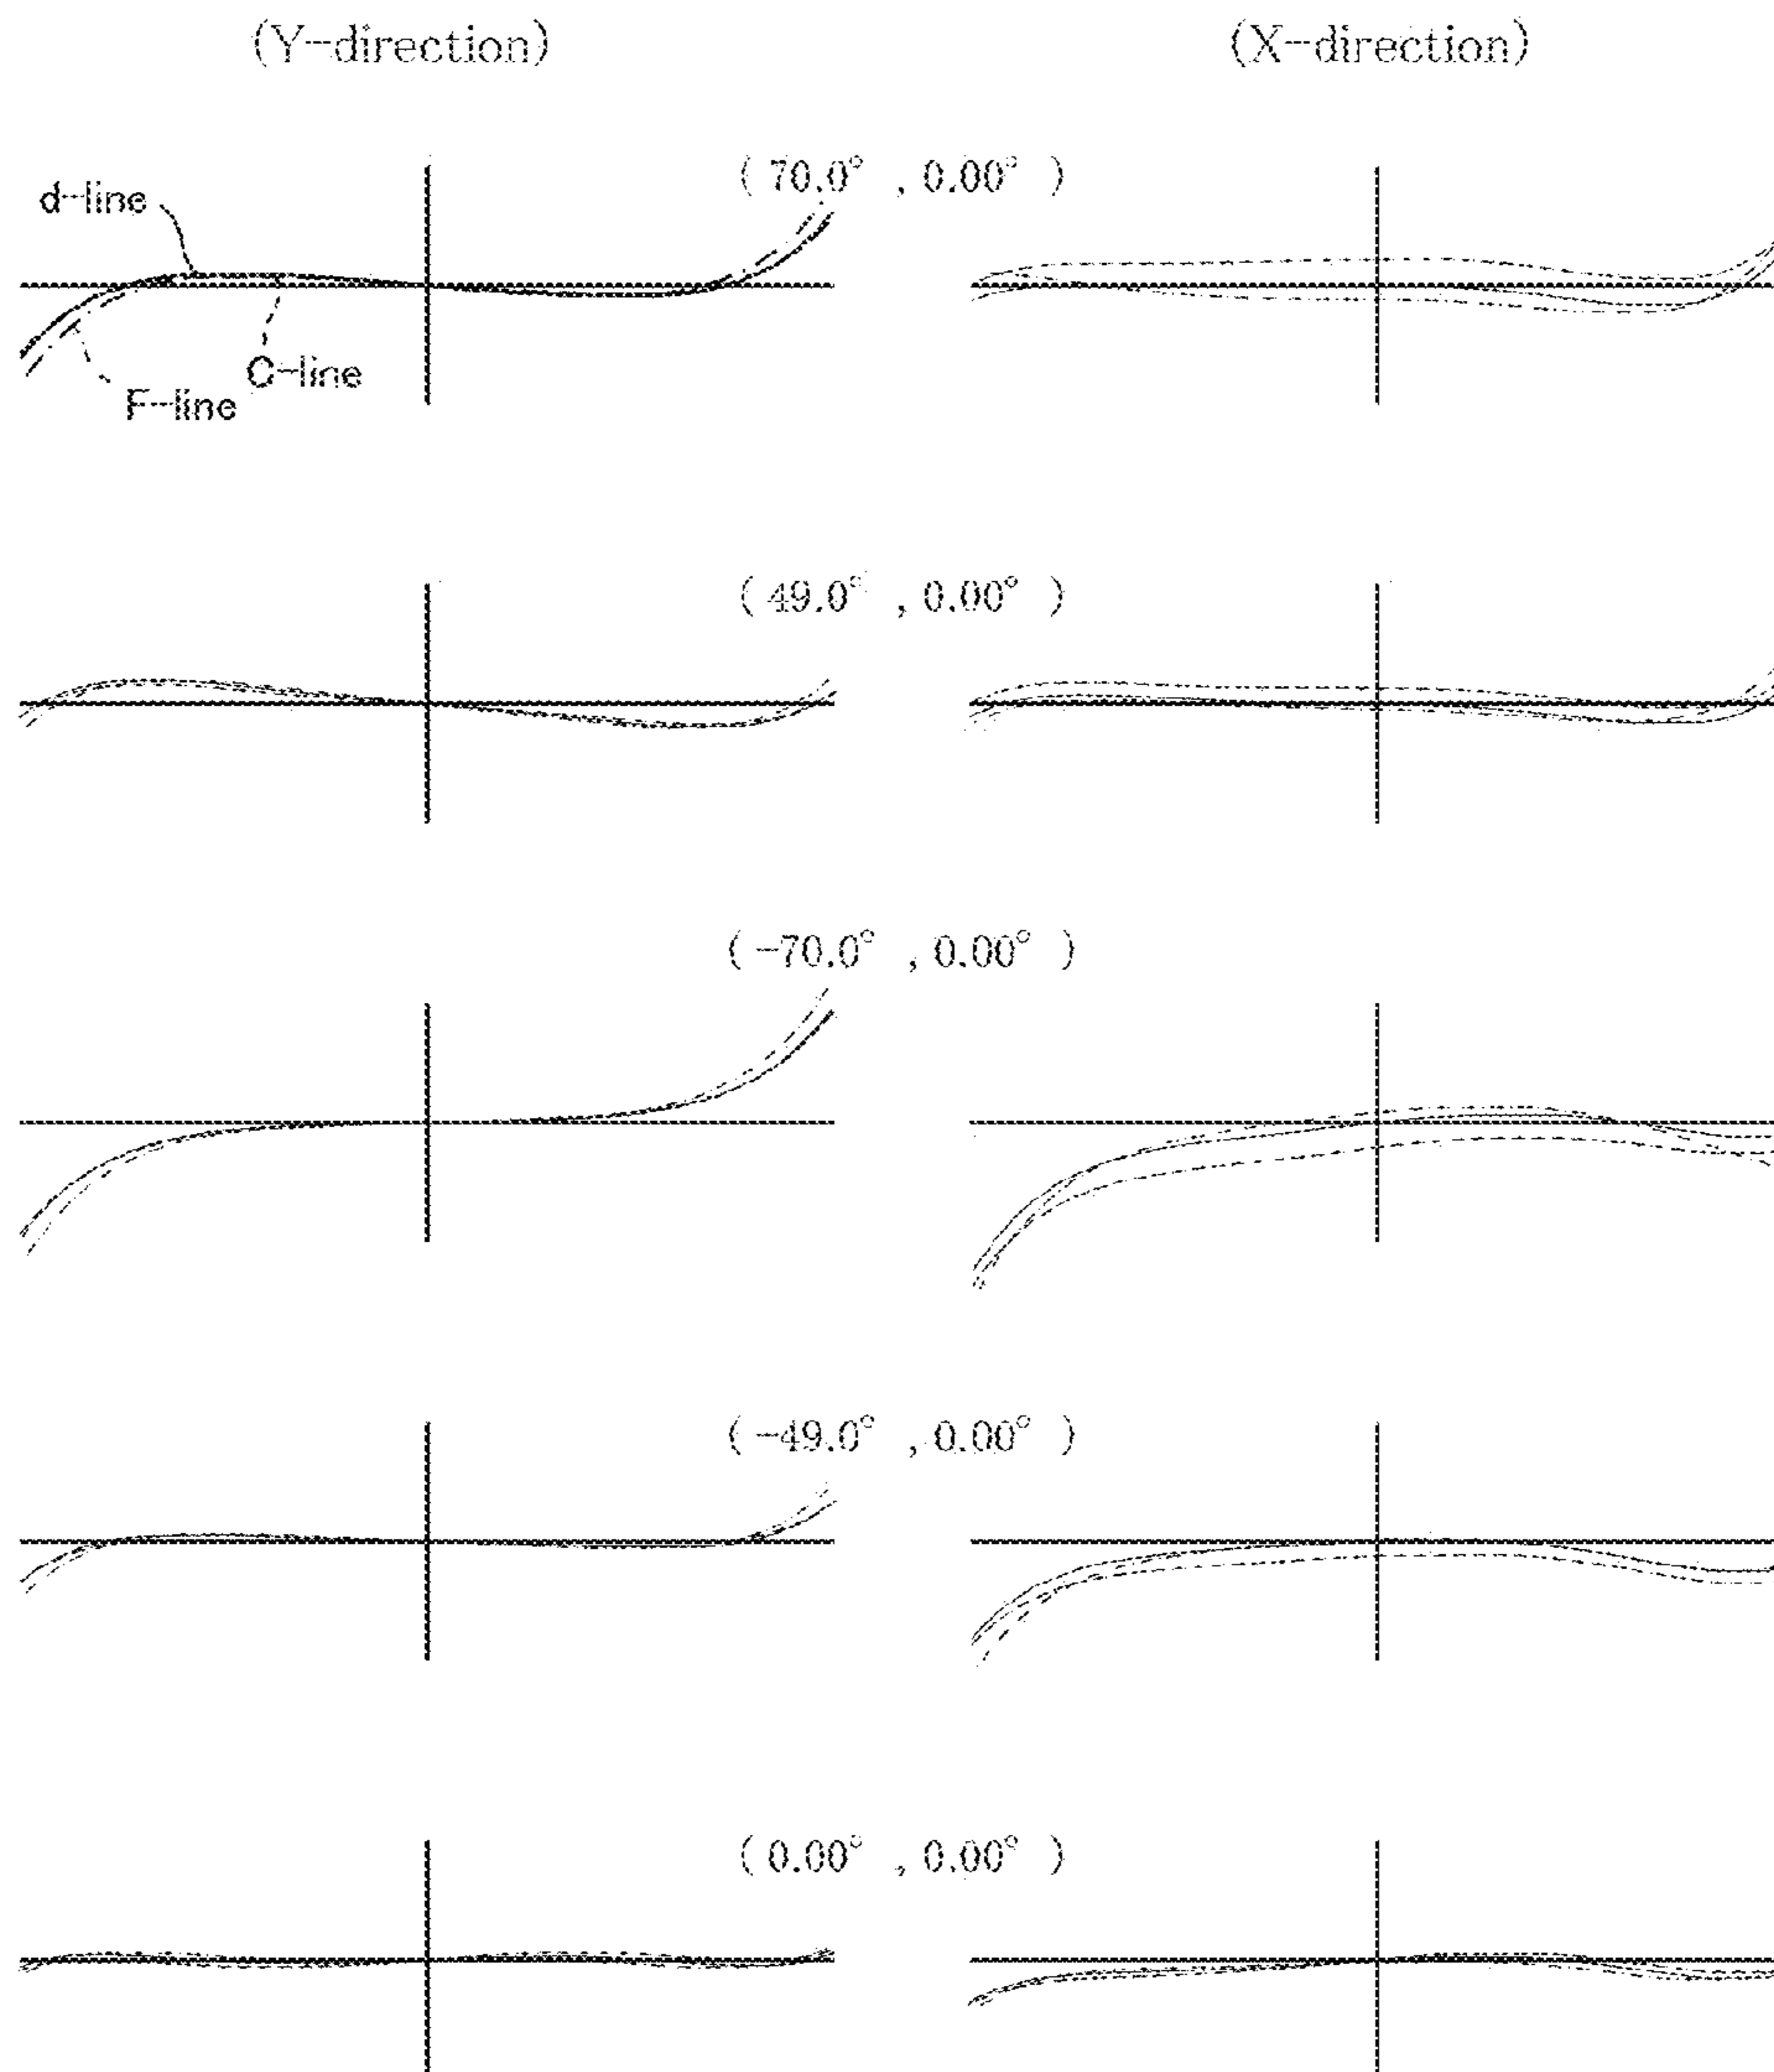 (Y-direction) (X-direction)
( 70.0° , 0.00° )
d-line
C-line
F-line
( 49.0° , 0.00° )
( -70.0° , 0.00° )
( -49.0° , 0.00° )
( 0.00° , 0.00° )